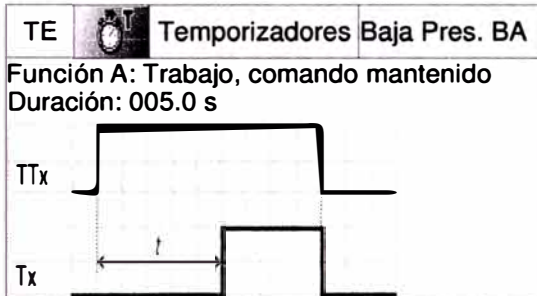 TE T Temporizadores Baja Pres. BA
Función A: Trabajo, comando mantenido
Duración: 005.0 s
TTx
t
Tx